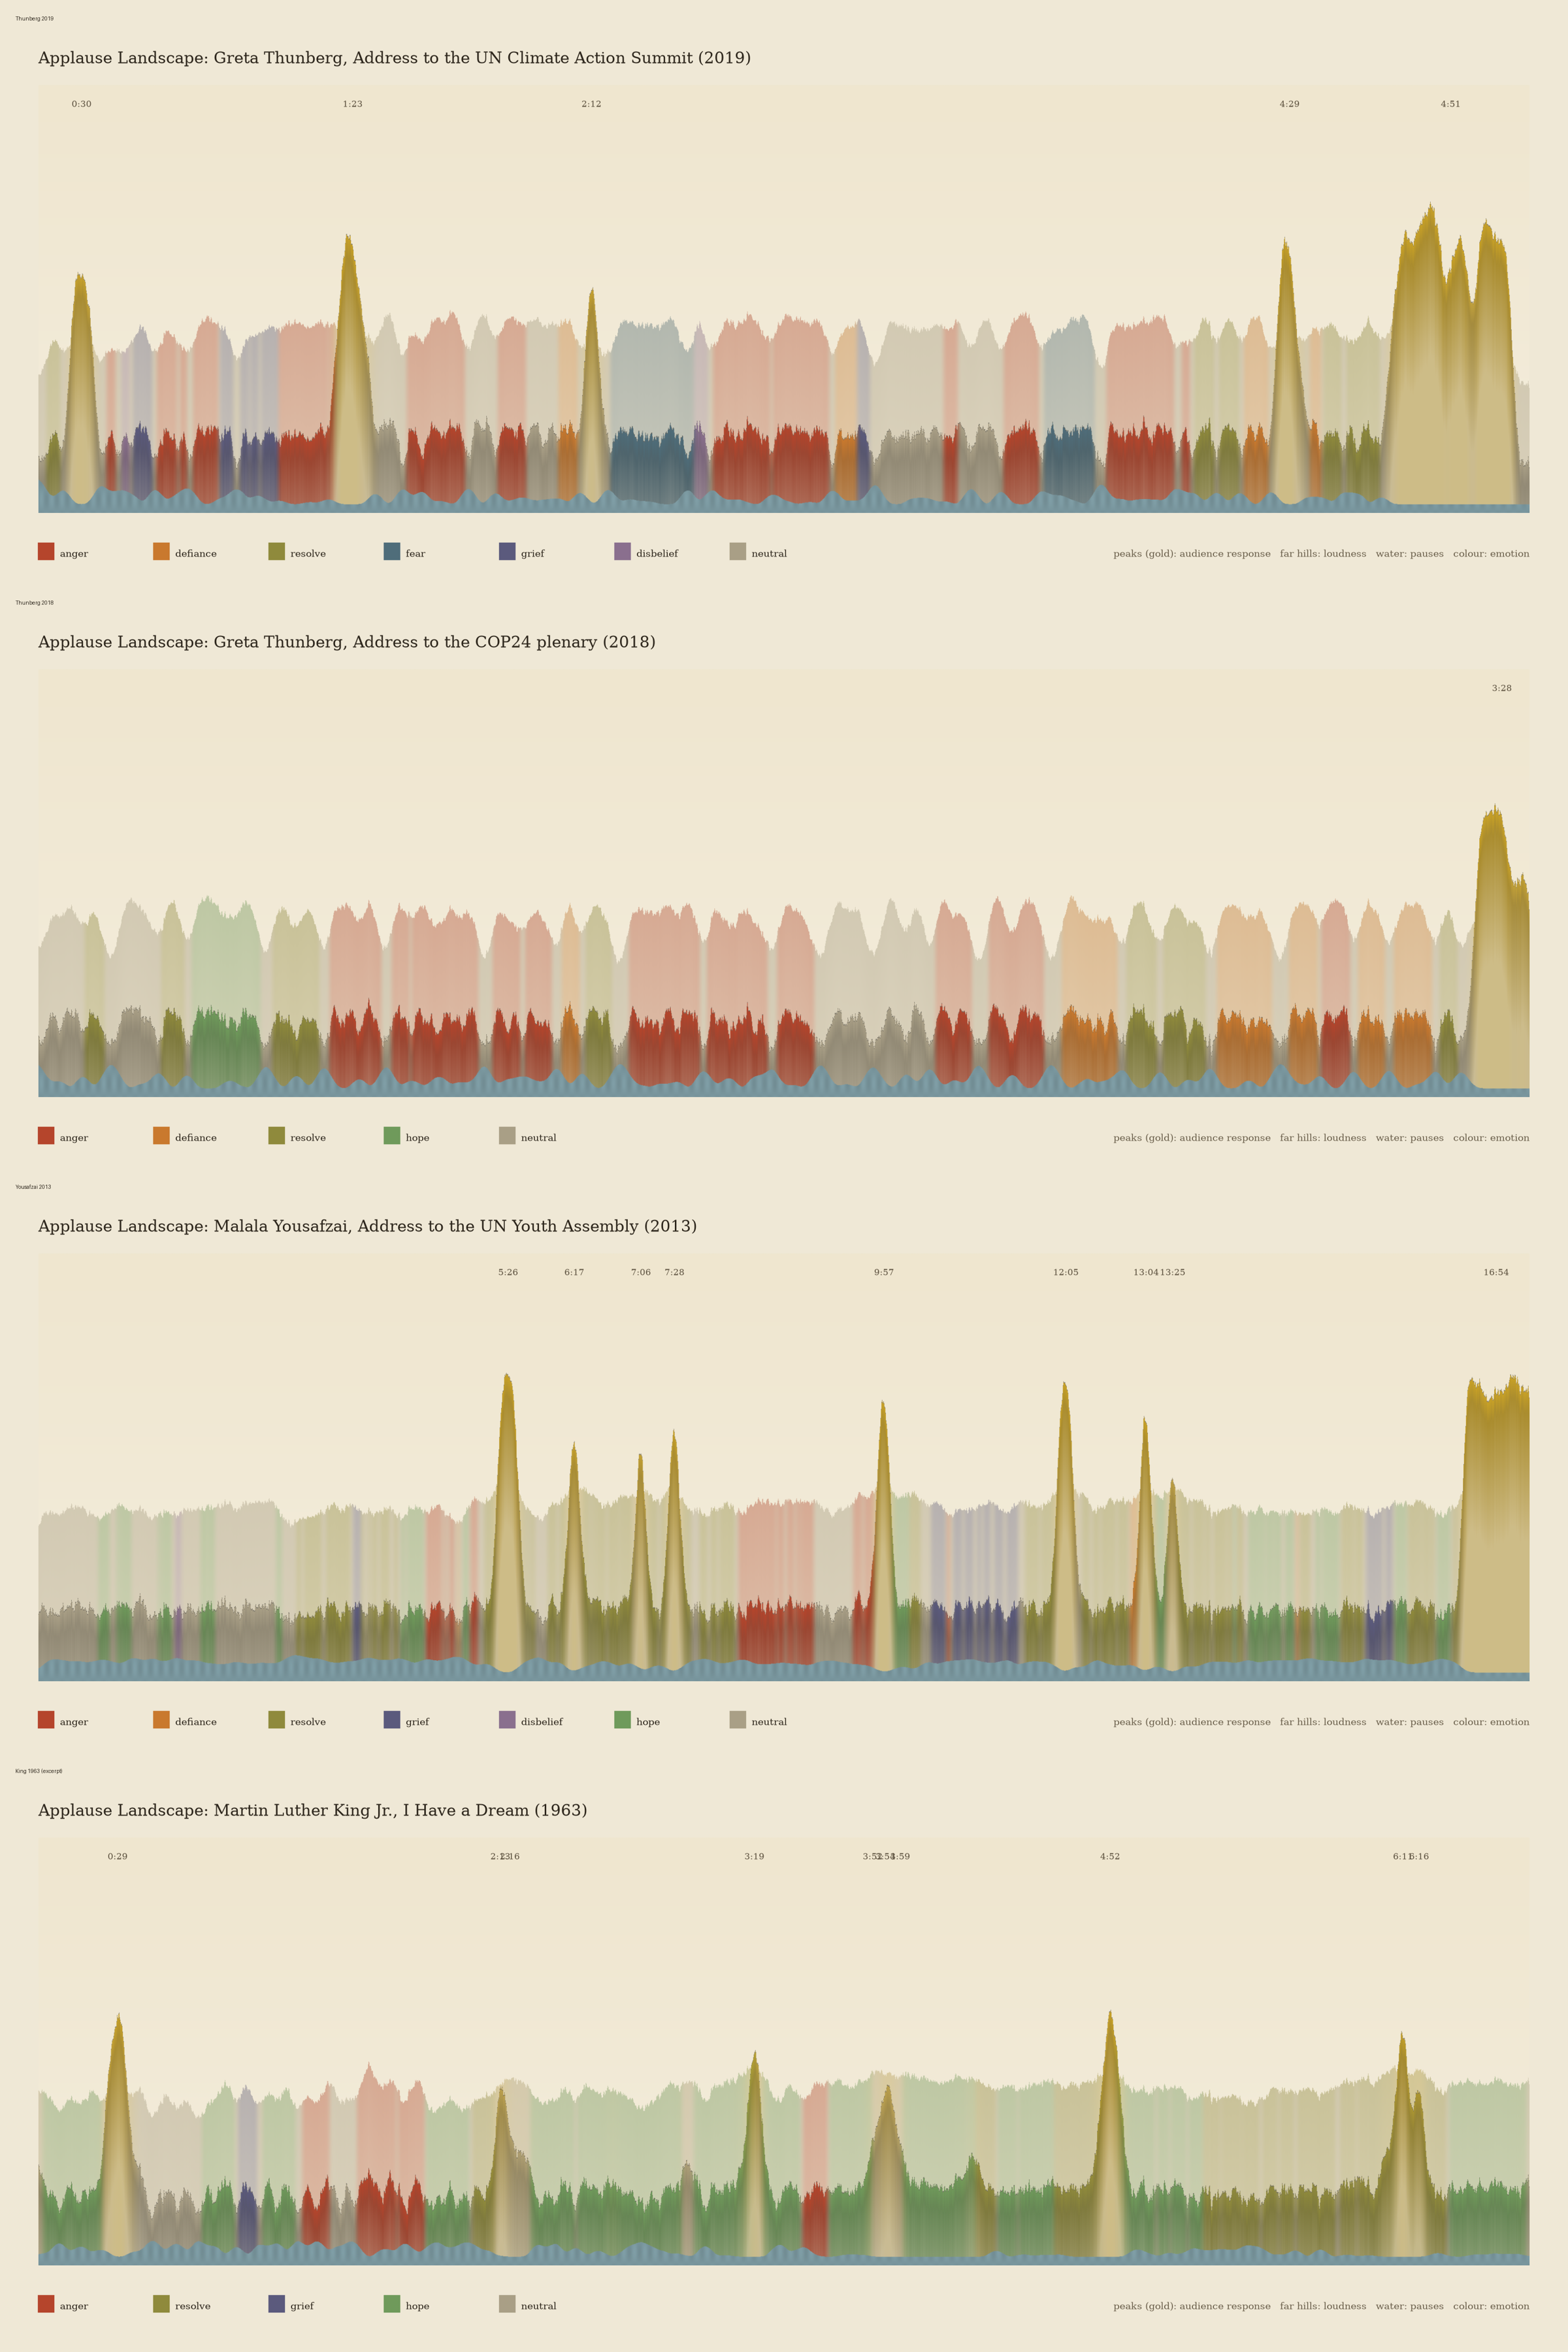 Thunberg 2019
Applause Landscape: Greta Thunberg, Address to the UN Climate Action Summit (2019)
0:30 1:23 2:12 4:29 4:51
anger defiance resolve fear grief disbelief neutral peaks (gold): audience response far hills: loudness water: pauses colour: emotion
Thunberg 2018
Applause Landscape: Greta Thunberg, Address to the COP24 plenary (2018)
3:28
anger defiance resolve hope neutral peaks (gold): audience response far hills: loudness water: pauses colour: emotion
Yousafzai 2013
Applause Landscape: Malala Yousafzai, Address to the UN Youth Assembly (2013)
5:26 6:17 7:06 7:28 9:57 12:05 13:04 13:25 16:54
anger defiance resolve grief disbelief hope neutral peaks (gold): audience response far hills: loudness water: pauses colour: emotion
King 1963 (excerpt)
Applause Landscape: Martin Luther King Jr., I Have a Dream (1963)
0:29 3:19 4:52
anger resolve grief hope neutral peaks (gold): audience response far hills: loudness water: pauses colour: emotion